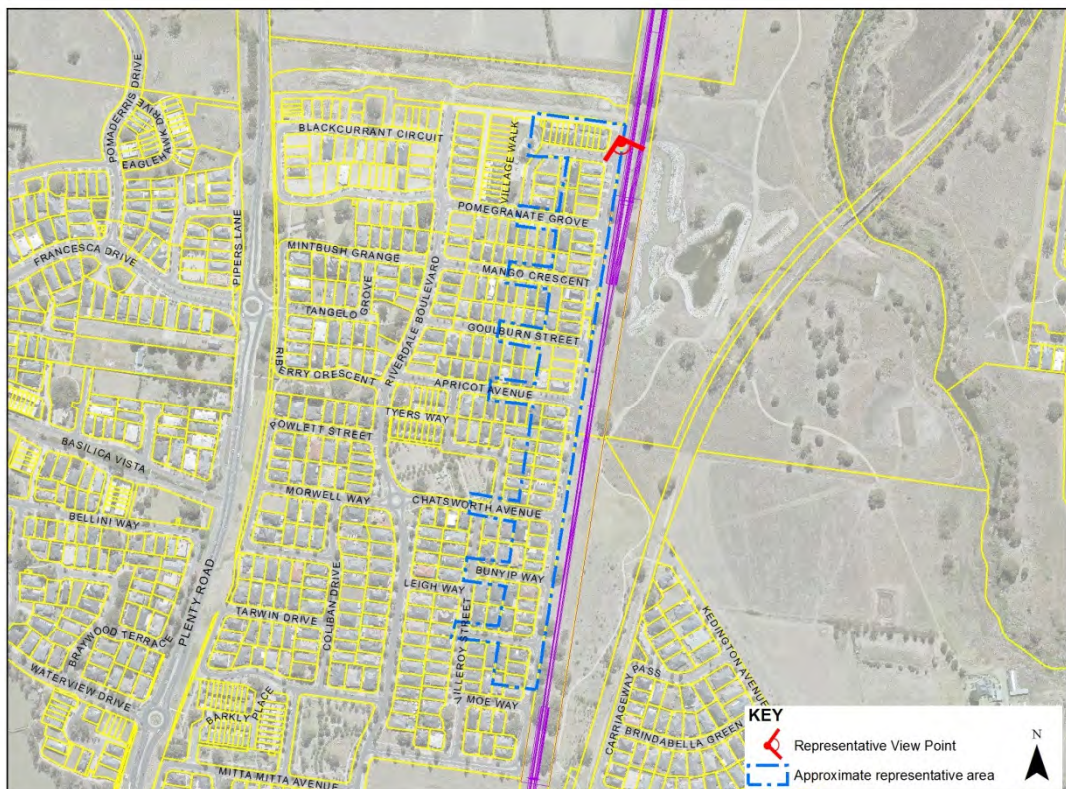 POMADERRIS DRIVE
EAGLEHAWK DRIVE
BLACKCURRANT CIRCUIT
VILLAGE WALK
PIPERS LANE
POMEGRANATE GROVE
FRANCESCA DRIVE
MINTBUSH GRANGE
MANGO CRESCENT
TANGELO
GROVE
RIVERDALE BOULEVARD
GOULBURN STREET
RIB
ERRY CRESCENT
APRICOT AVENUE
TYERS WAY
POWLETT STREET
BASILICA VISTA
MORWELL WAY
CHATSWORTH AVENUE
BELLINI WAY
BUNYIP WAY
LEIGH WAY
COLIBAN DRIVE
PLENTY ROAD
TARWIN DRIVE
BRAYWOOD TERRACE
ILLEROY STREET
KEDINGTON AVENUE
WATERVIEW DRIVE
CARRIAGEWAY PASS
BARKLY
PLACE
MOE WAY
BRINDABELLA GREEN
MITTA MITTA AVENUE
KEY
Representative View Point
Approximate representative area
N